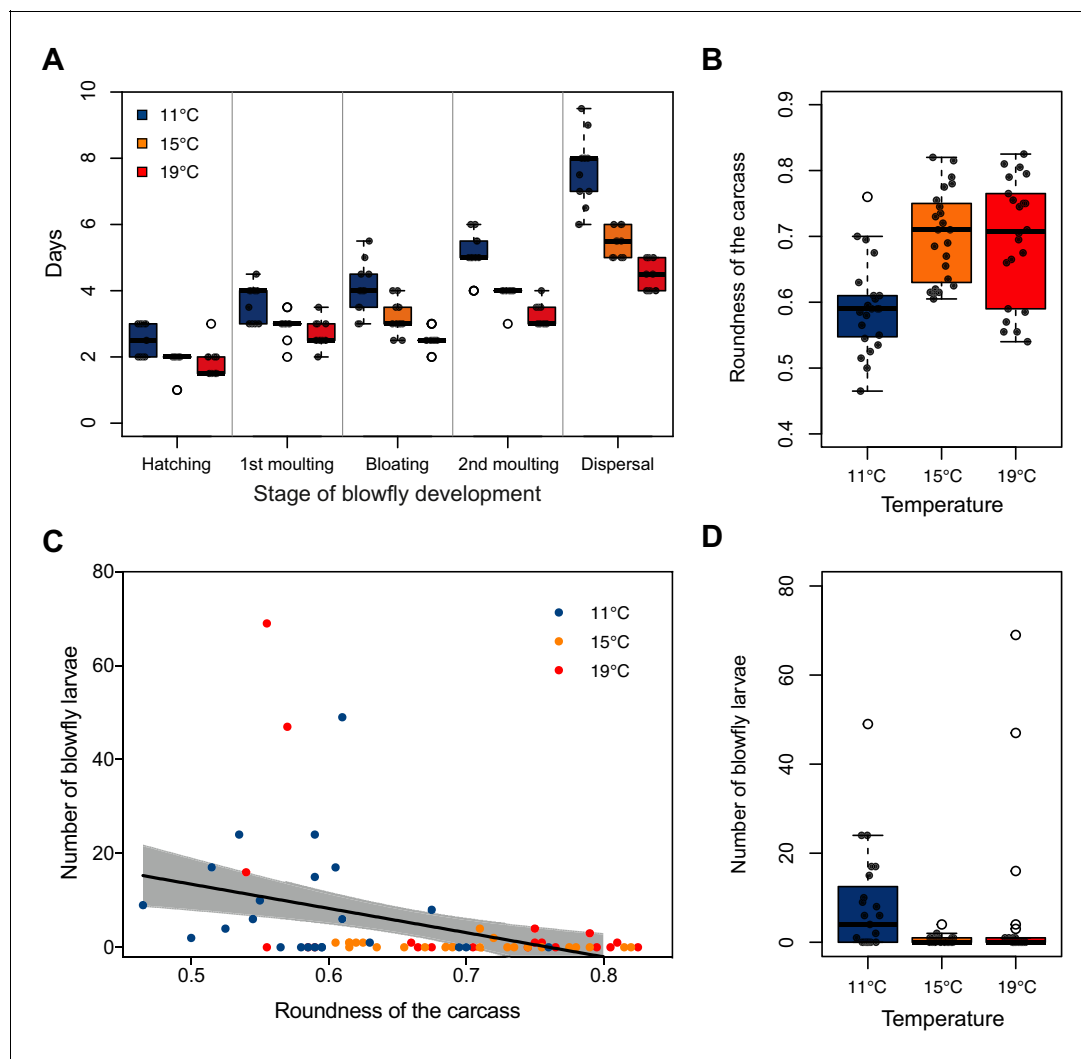 A
10
8
6
4
2
0
Days
11°C
15°C
19°C
Hatching 1st moulting Bloating 2nd moulting Dispersal
Stage of blowfly development
B
0.9
0.8
0.7
0.6
0.5
0.4
Roundness of the carcass
11°C 15°C 19°C
Temperature
C
80
60
40
20
0
Number of blowfly larvae
11°C
15°C
19°C
0.5 0.6 0.7 0.8
Roundness of the carcass
D
80
60
40
20
0
Number of blowfly larvae
11°C 15°C 19°C
Temperature